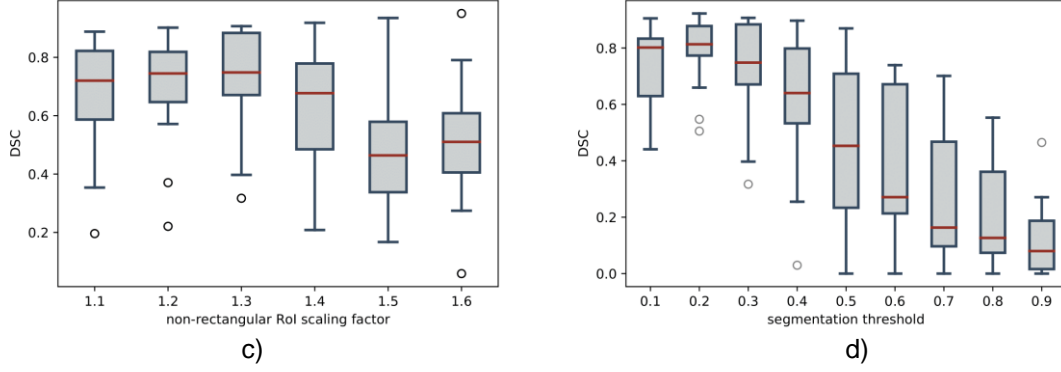 DSC
0.8
0.6
0.4
0.2
1.1 1.2 1.3 1.4 1.5 1.6
non-rectangular RoI scaling factor
c)
DSC
0.8
0.6
0.4
0.2
0.0
0.1 0.2 0.3 0.4 0.5 0.6 0.7 0.8 0.9
segmentation threshold
d)